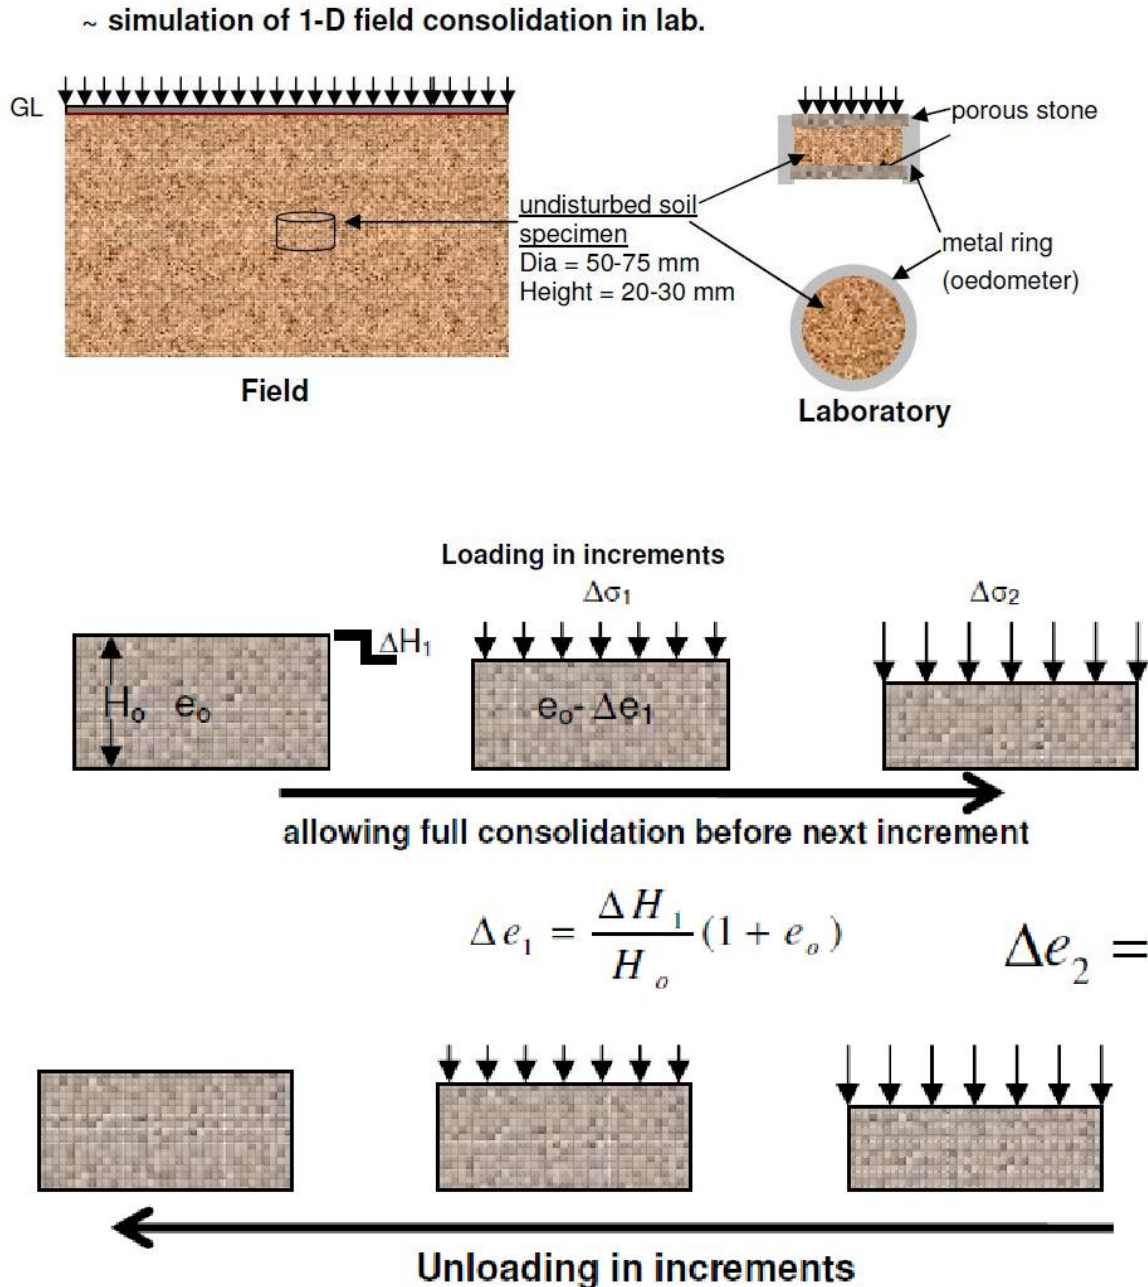 ~ simulation of 1-D field consolidation in lab.
GL
porous stone
undisturbed soil
specimen
Dia = 50-75 mm
Height = 20-30 mm
metal ring
(oedometer)
Field
Laboratory
Loading in increments
Δσ₁
Δσ₂
ΔH₁
Hₒ eₒ
eₒ- Δe₁
allowing full consolidation before next increment
Δe₁ = ΔH₁/Hₒ (1 + eₒ)
Δe₂ =
Unloading in increments